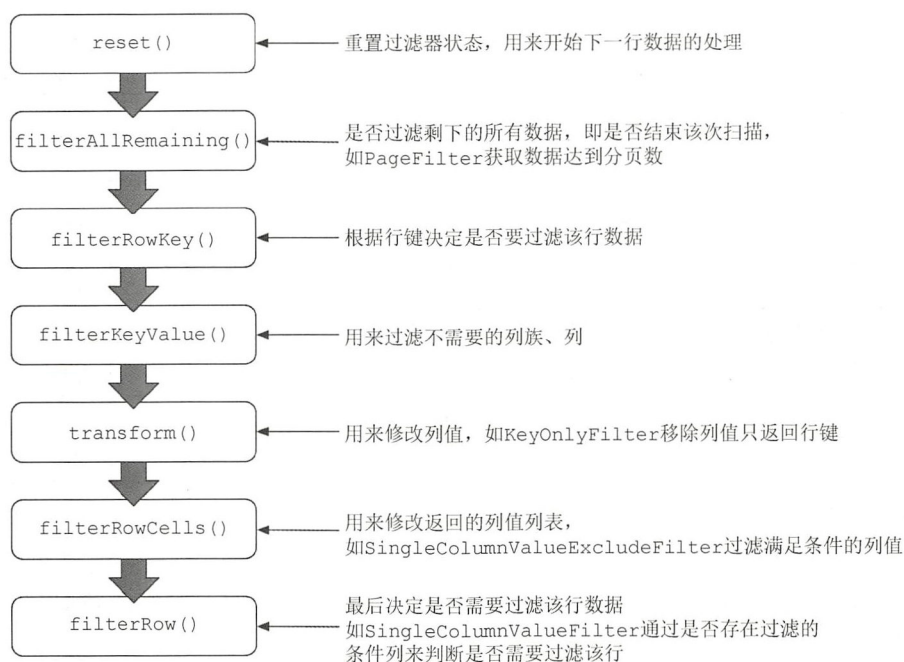 reset()
重置过滤器状态，用来开始下一行数据的处理
filterAllRemaining()
是否过滤剩下的所有数据，即是否结束该次扫描，
如PageFilter获取数据达到分页数
filterRowKey()
根据行键决定是否要过滤该行数据
filterKeyValue()
用来过滤不需要的列族、列
transform()
用来修改列值，如KeyOnlyFilter移除列值只返回行键
filterRowCells()
用来修改返回的列值列表，
如SingleColumnValueExcludeFilter过滤满足条件的列值
filterRow()
最后决定是否需要过滤该行数据
如SingleColumnValueFilter通过是否存在过滤的
条件列来判断是否需要过滤该行